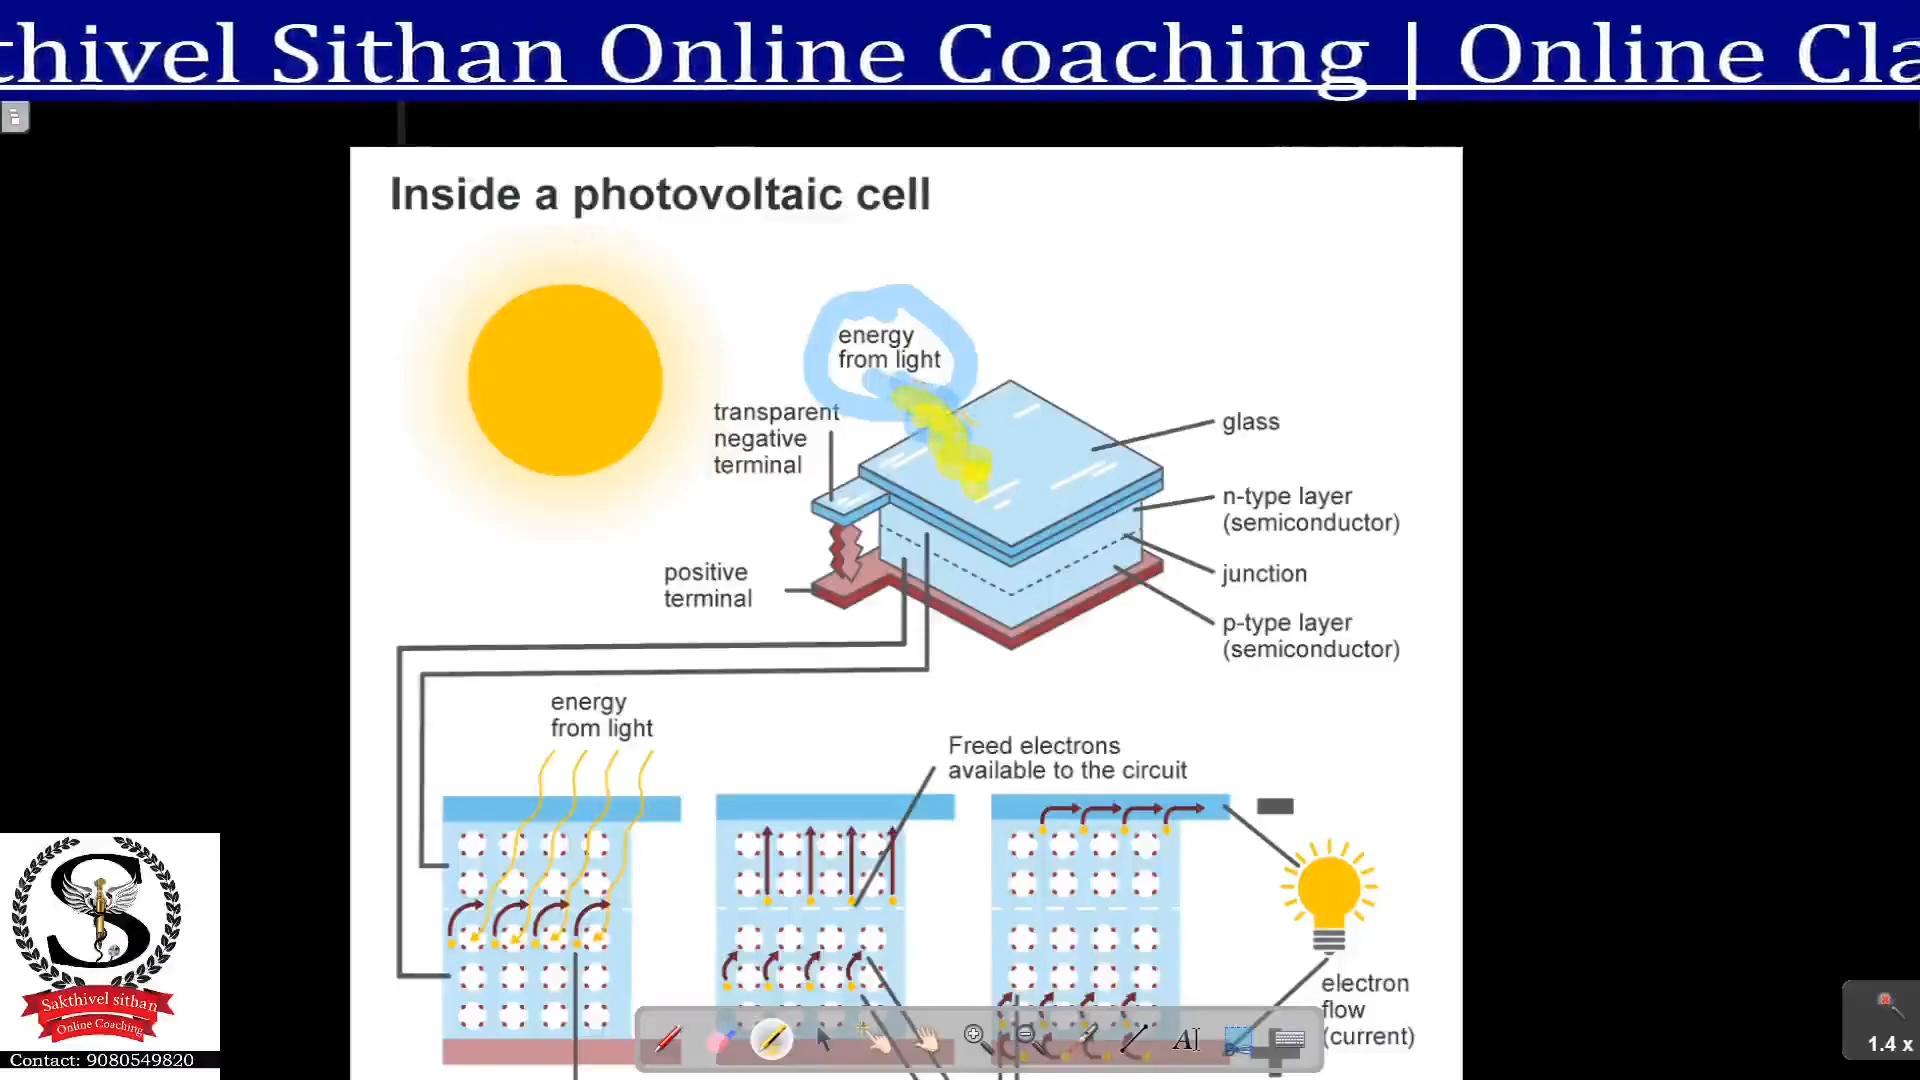 thivel Sithan Online Coaching | Online Cla
Inside a photovoltaic cell
energy
from light
transparent
negative
terminal
glass
n-type layer
(semiconductor)
positive
terminal
junction
p-type layer
(semiconductor)
energy
from light
Freed electrons
available to the circuit
electron
flow
(current)
S
Sakthivel sithan
Online Coaching
Contact: 9080549820
AI
1.4 x